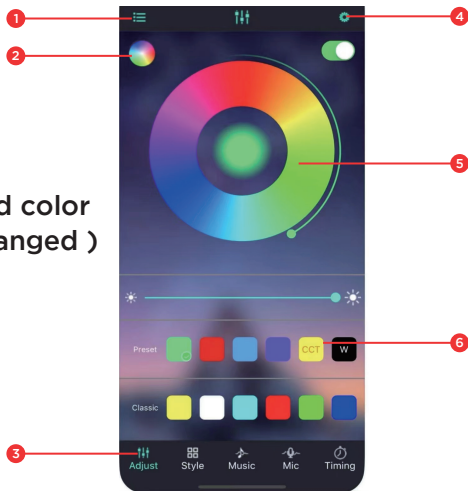 1
4
2
5
d color
anged )
6
Preset
CCT
W
Classic
3
Adjust
Style
Music
Mic
Timing